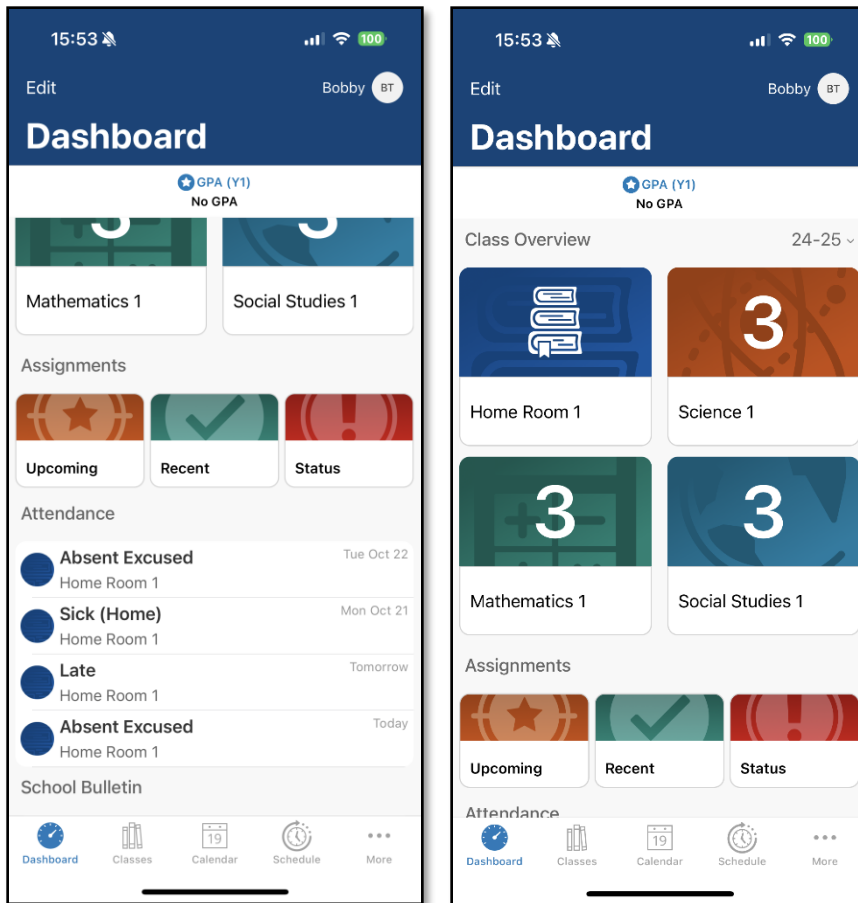 15:53
100
Edit
Bobby BT
Dashboard
GPA (Y1)
No GPA
3 3
Mathematics 1 Social Studies 1
Assignments
Upcoming Recent Status
Attendance
Absent Excused Tue Oct 22
Home Room 1
Sick (Home) Mon Oct 21
Home Room 1
Late Tomorrow
Home Room 1
Absent Excused Today
Home Room 1
School Bulletin
19
Dashboard Classes Calendar Schedule More
15:53
100
Edit
Bobby BT
Dashboard
GPA (Y1)
No GPA
Class Overview 24-25
3
Home Room 1 Science 1
3 3
Mathematics 1 Social Studies 1
Assignments
Upcoming Recent Status
Attendance
19
Dashboard Classes Calendar Schedule More